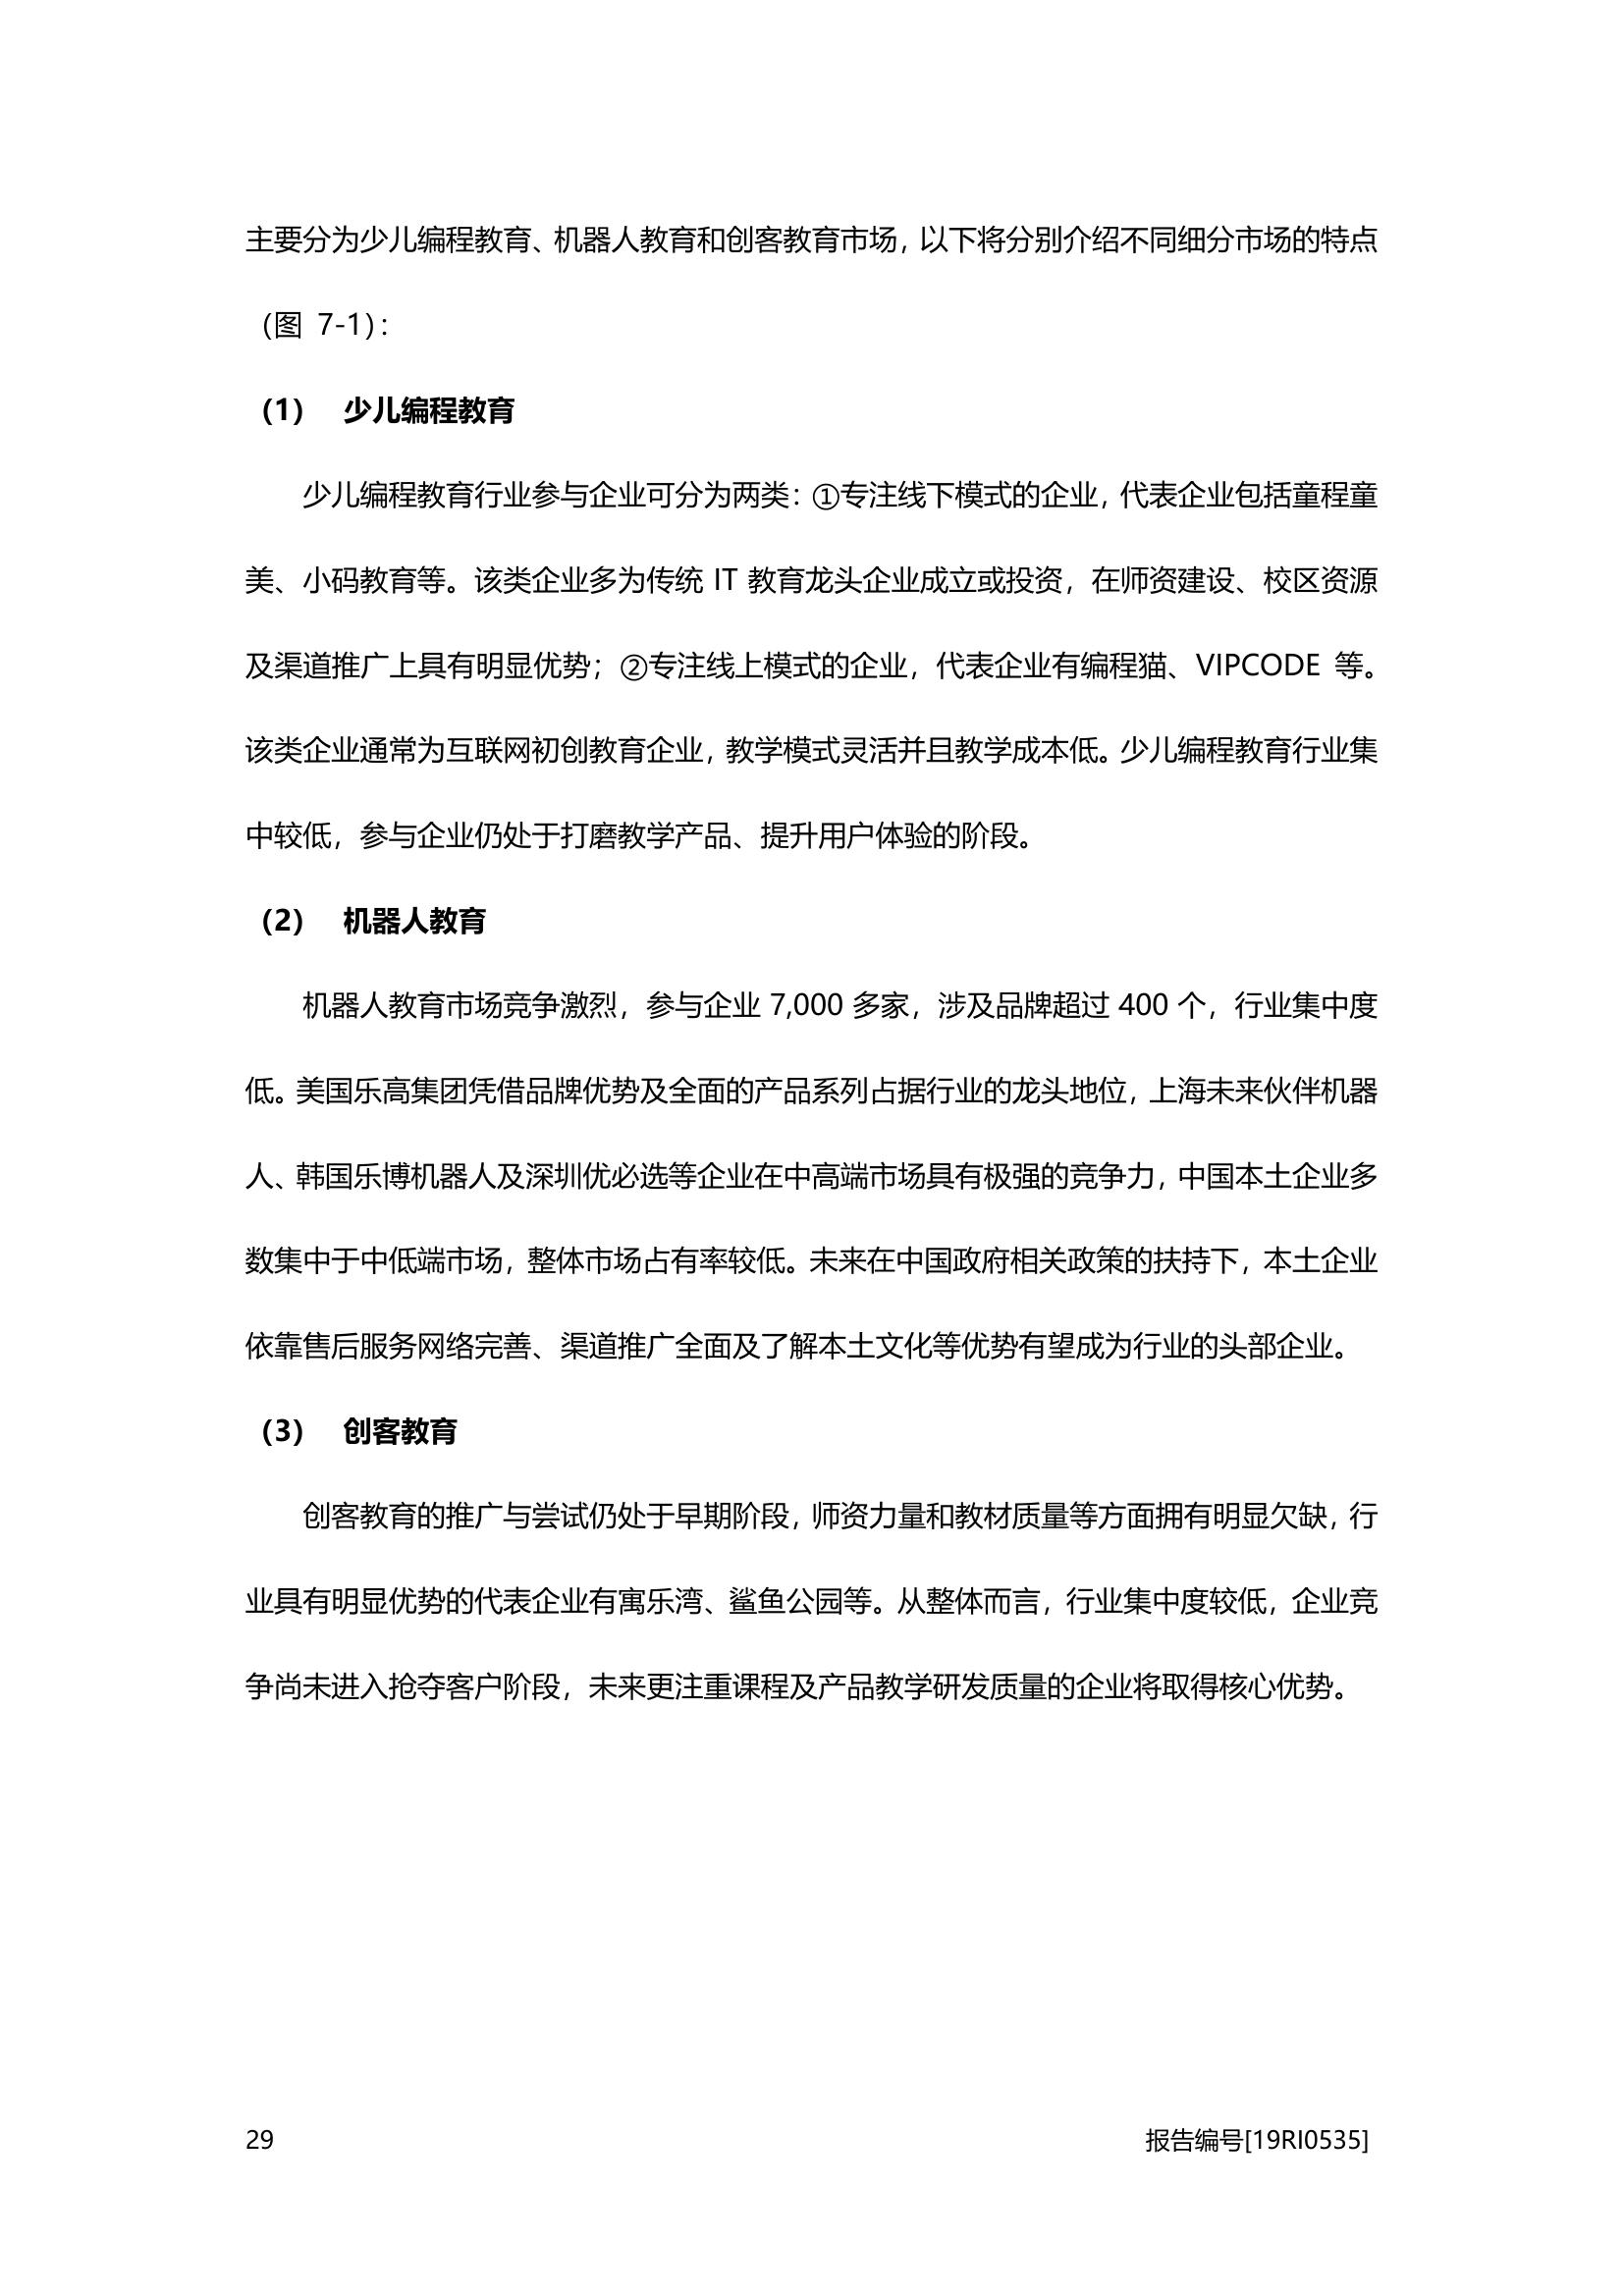 主要分为少儿编程教育、机器人教育和创客教育市场，以下将分别介绍不同细分市场的特点
（图 7-1）：
（1） 少儿编程教育
少儿编程教育行业参与企业可分为两类：①专注线下模式的企业，代表企业包括童程童
美、小码教育等。该类企业多为传统 IT 教育龙头企业成立或投资，在师资建设、校区资源
及渠道推广上具有明显优势；②专注线上模式的企业，代表企业有编程猫、VIPCODE 等。
该类企业通常为互联网初创教育企业，教学模式灵活并且教学成本低。少儿编程教育行业集
中较低，参与企业仍处于打磨教学产品、提升用户体验的阶段。
（2） 机器人教育
机器人教育市场竞争激烈，参与企业 7,000 多家，涉及品牌超过 400 个，行业集中度
低。美国乐高集团凭借品牌优势及全面的产品系列占据行业的龙头地位，上海未来伙伴机器
人、韩国乐博机器人及深圳优必选等企业在中高端市场具有极强的竞争力，中国本土企业多
数集中于中低端市场，整体市场占有率较低。未来在中国政府相关政策的扶持下，本土企业
依靠售后服务网络完善、渠道推广全面及了解本土文化等优势有望成为行业的头部企业。
（3） 创客教育
创客教育的推广与尝试仍处于早期阶段，师资力量和教材质量等方面拥有明显欠缺，行
业具有明显优势的代表企业有寓乐湾、鲨鱼公园等。从整体而言，行业集中度较低，企业竞
争尚未进入抢夺客户阶段，未来更注重课程及产品教学研发质量的企业将取得核心优势。
29 报告编号[19RI0535]